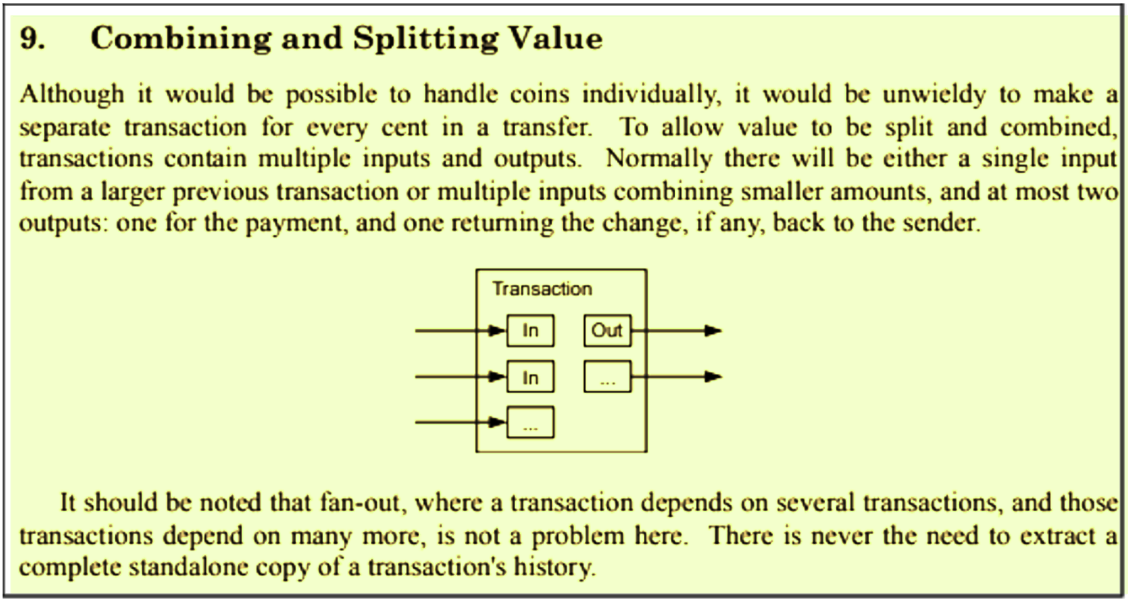 9. Combining and Splitting Value
Although it would be possible to handle coins individually, it would be unwieldy to make a
separate transaction for every cent in a transfer. To allow value to be split and combined,
transactions contain multiple inputs and outputs. Normally there will be either a single input
from a larger previous transaction or multiple inputs combining smaller amounts, and at most two
outputs: one for the payment, and one returning the change, if any, back to the sender.
Transaction
In Out
In ...
...
It should be noted that fan-out, where a transaction depends on several transactions, and those
transactions depend on many more, is not a problem here. There is never the need to extract a
complete standalone copy of a transaction's history.